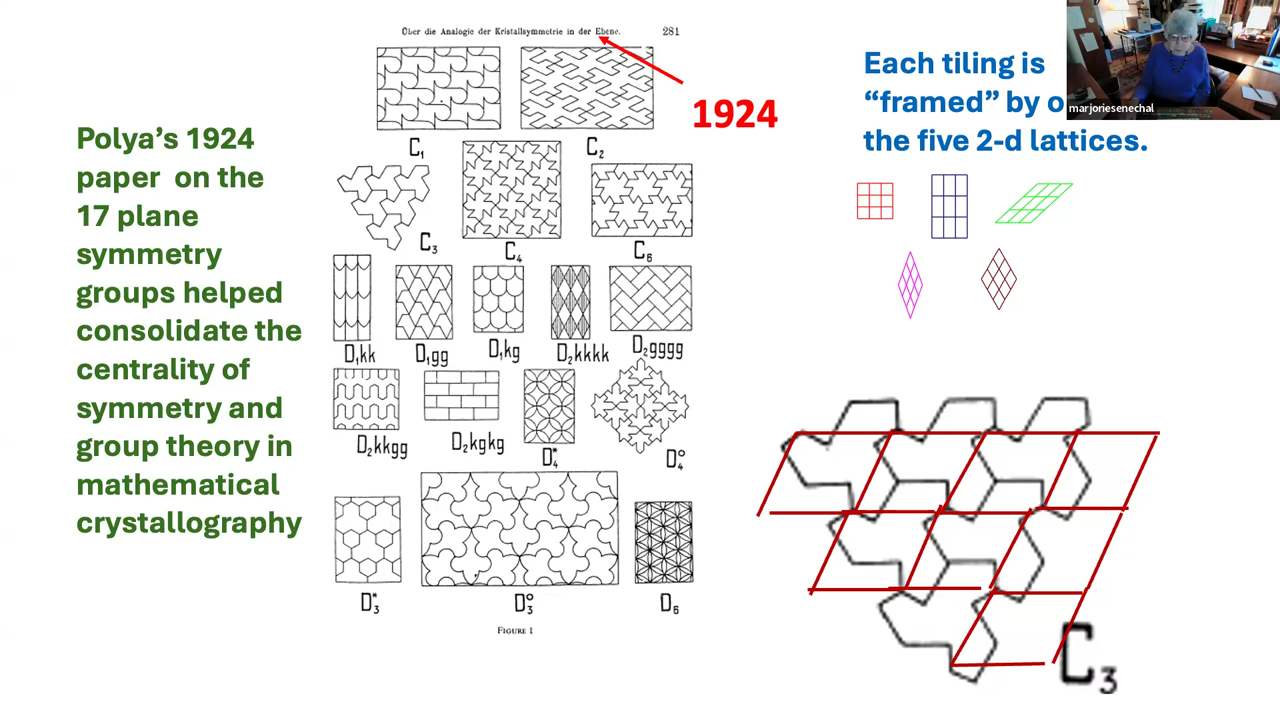 Über die Analogie der Kristallsymmetrie in der Ebene. 281
1924
Polya’s 1924
paper on the
17 plane
symmetry
groups helped
consolidate the
centrality of
symmetry and
group theory in
mathematical
crystallography
C₁ C₂
C₃ C₄ C₆
D₁kk D₁gg D₁kg D₂kkkk D₂gggg
D₂kkgg D₂kgkg D₄* D₄°
D₃* D₃° D₆
FIGURE 1
Each tiling is
“framed” by o
the five 2-d lattices.
marjoriesenechal
C₃